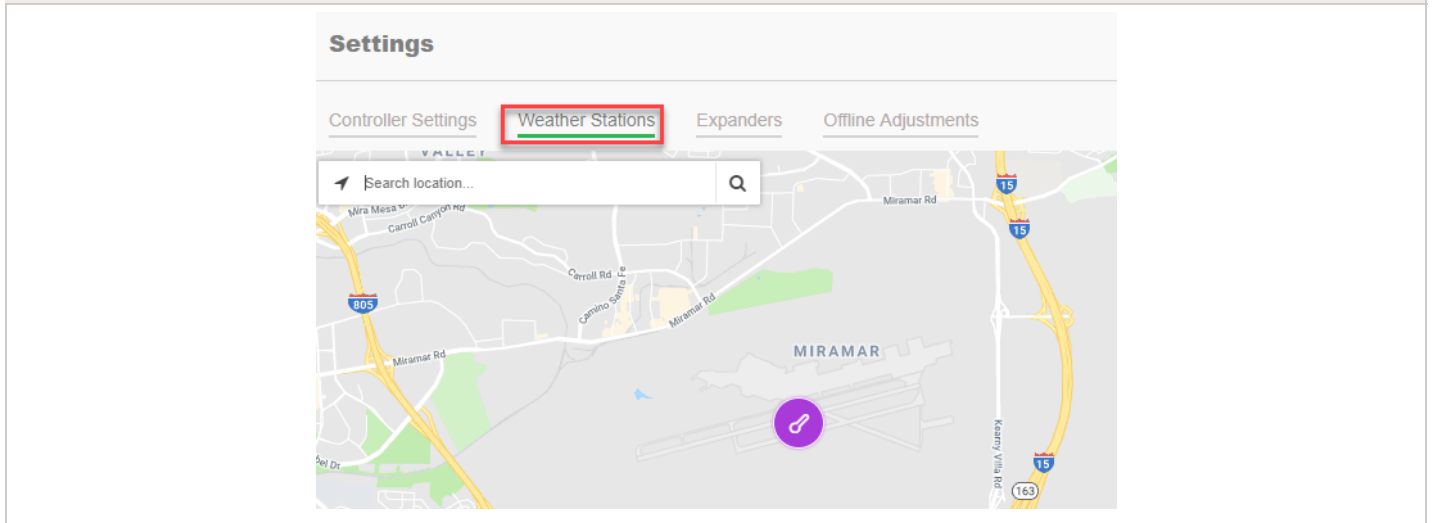 Settings
Controller Settings Weather Stations Expanders Offline Adjustments
VALLEY
Search location...
15
Miramar Rd
Mira Mesa
Carroll Canyon Rd
15
Carroll Rd
Camino Santa Fe
805
Miramar Rd
MIRAMAR
Miramar Rd
Kearny Villa Rd
15
163